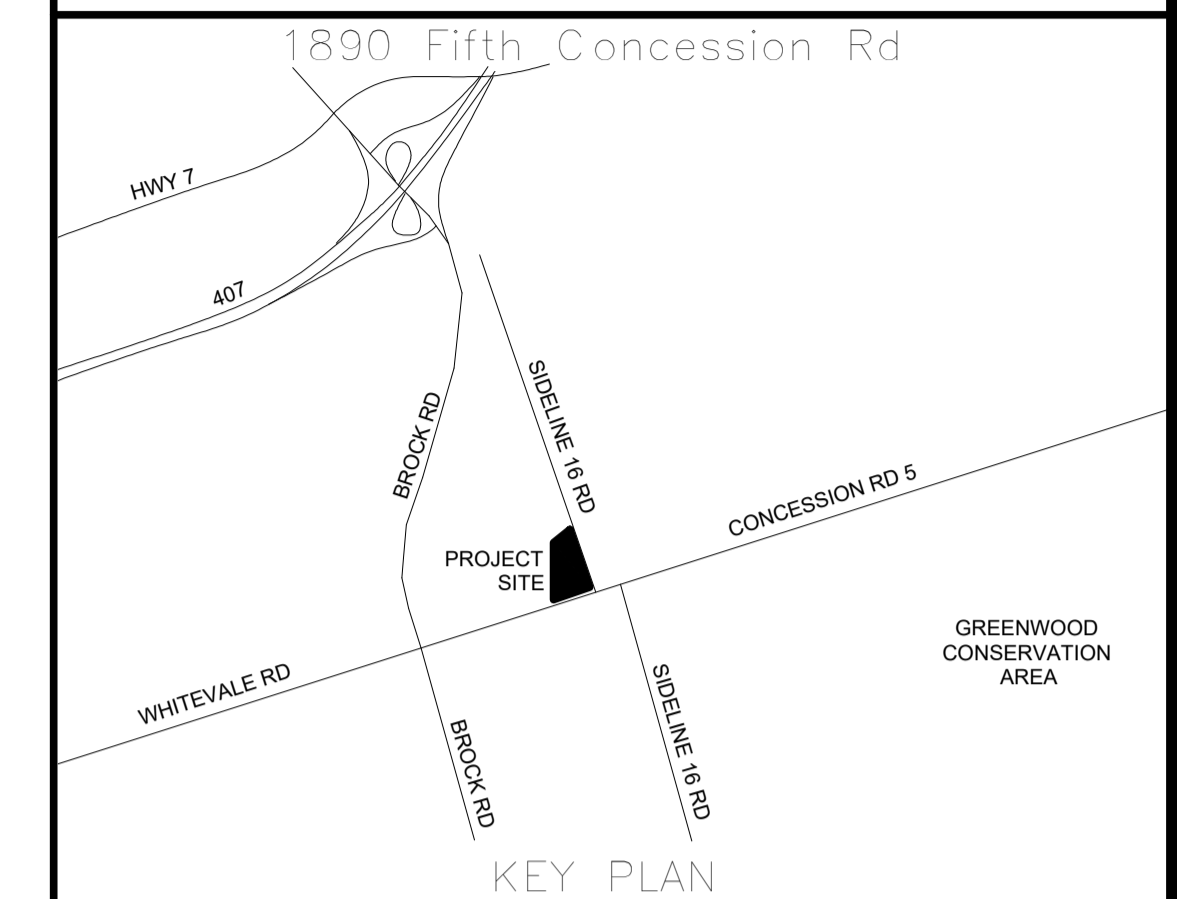 1890 Fifth Concession Rd
HWY 7
407
BROCK RD
SIDELINE 16 RD
CONCESSION RD 5
PROJECT
SITE
GREENWOOD
CONSERVATION
AREA
WHITEVALE RD
BROCK RD
SIDELINE 16 RD
KEY PLAN